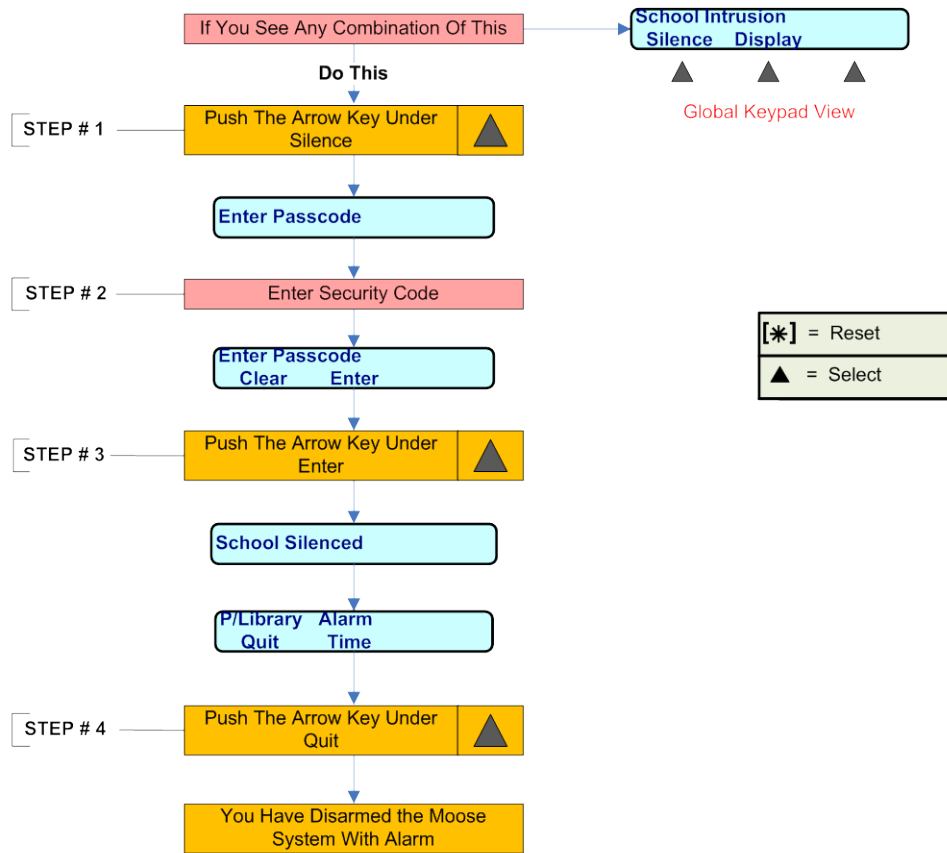 If You See Any Combination Of This
School Intrusion
Silence Display
Global Keypad View
Do This
STEP # 1
Push The Arrow Key Under
Silence
Enter Passcode
STEP # 2
Enter Security Code
Enter Passcode
Clear Enter
[✳] = Reset
▲ = Select
STEP # 3
Push The Arrow Key Under
Enter
School Silenced
P/Library Alarm
Quit Time
STEP # 4
Push The Arrow Key Under
Quit
You Have Disarmed the Moose
System With Alarm